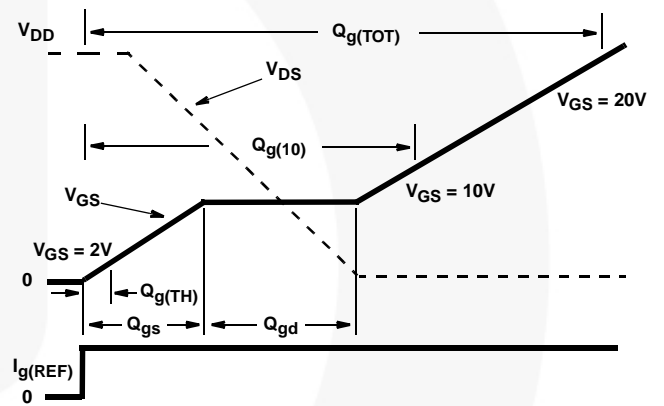 V_DD
Q_g(TOT)
V_DS
V_GS = 20V
Q_g(10)
V_GS
V_GS = 10V
V_GS = 2V
0
Q_g(TH)
Q_gs
Q_gd
I_g(REF)
0